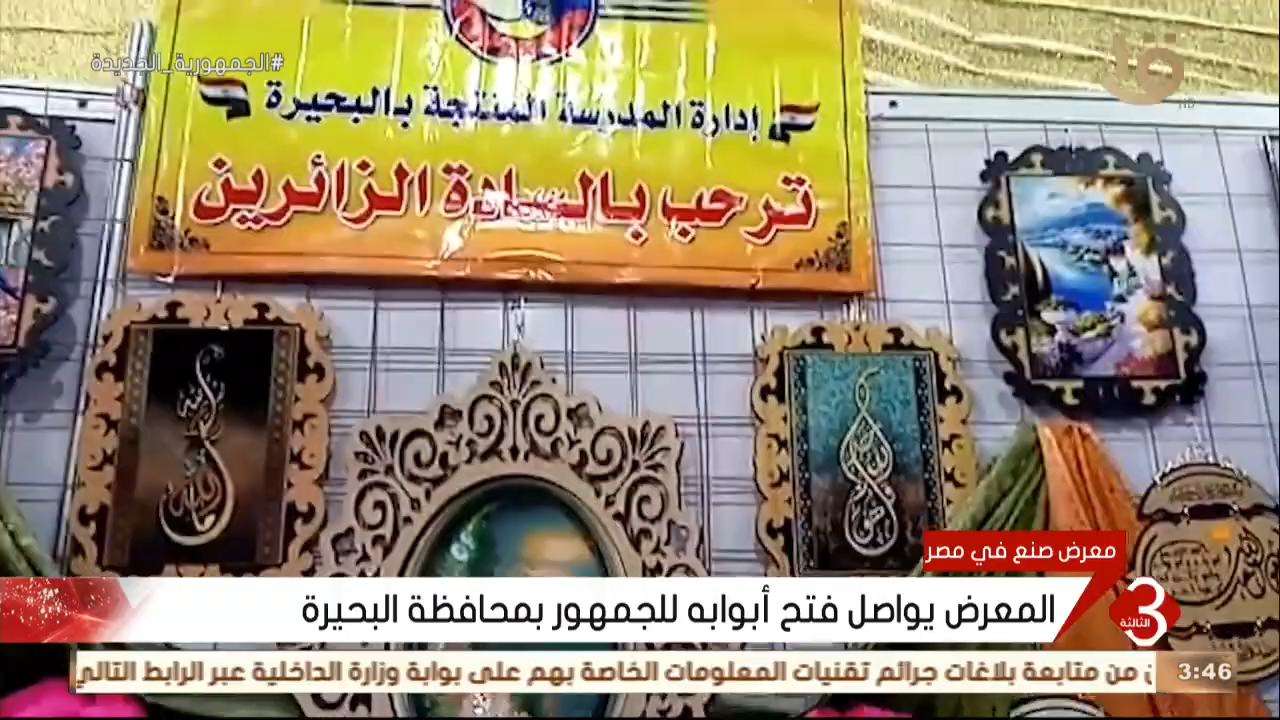 #الجمهورية_الجديدة
إدارة المدرسة المنتجة بالبحيرة
ترحب بالسادة الزائرين
معرض صنع في مصر
المعرض يواصل فتح أبوابه للجمهور بمحافظة البحيرة
3
الثالثة
من متابعة بلاغات جرائم تقنيات المعلومات الخاصة بهم على بوابة وزارة الداخلية عبر الرابط التالي
3:46